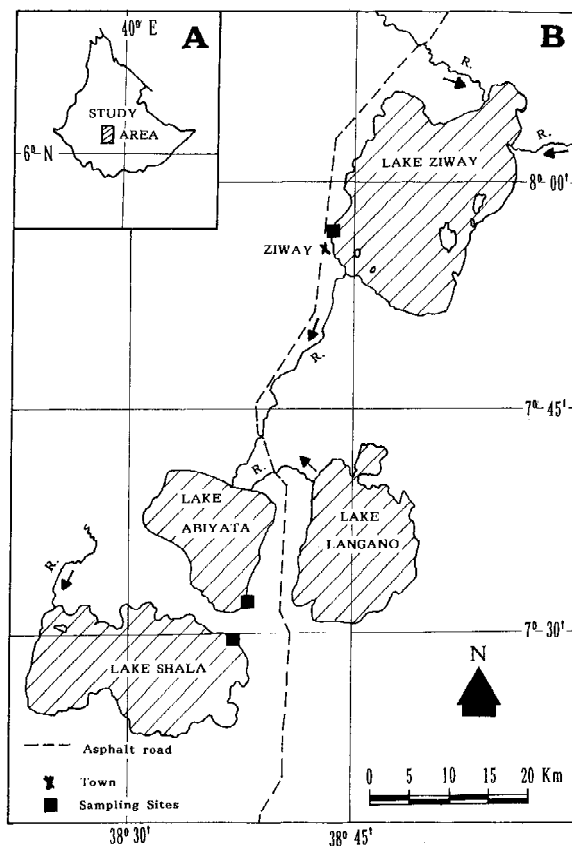 40° E
A
B
STUDY
AREA
6° N
R.
R.
LAKE ZIWAY
8° 00'
ZIWAY
R.
7° 45'
R.
LAKE
ABIYATA
LAKE
LANGANO
R.
7° 30'
LAKE SHALA
N
Asphalt road
Town
Sampling Sites
0 5 10 15 20 Km
38° 30'
38° 45'